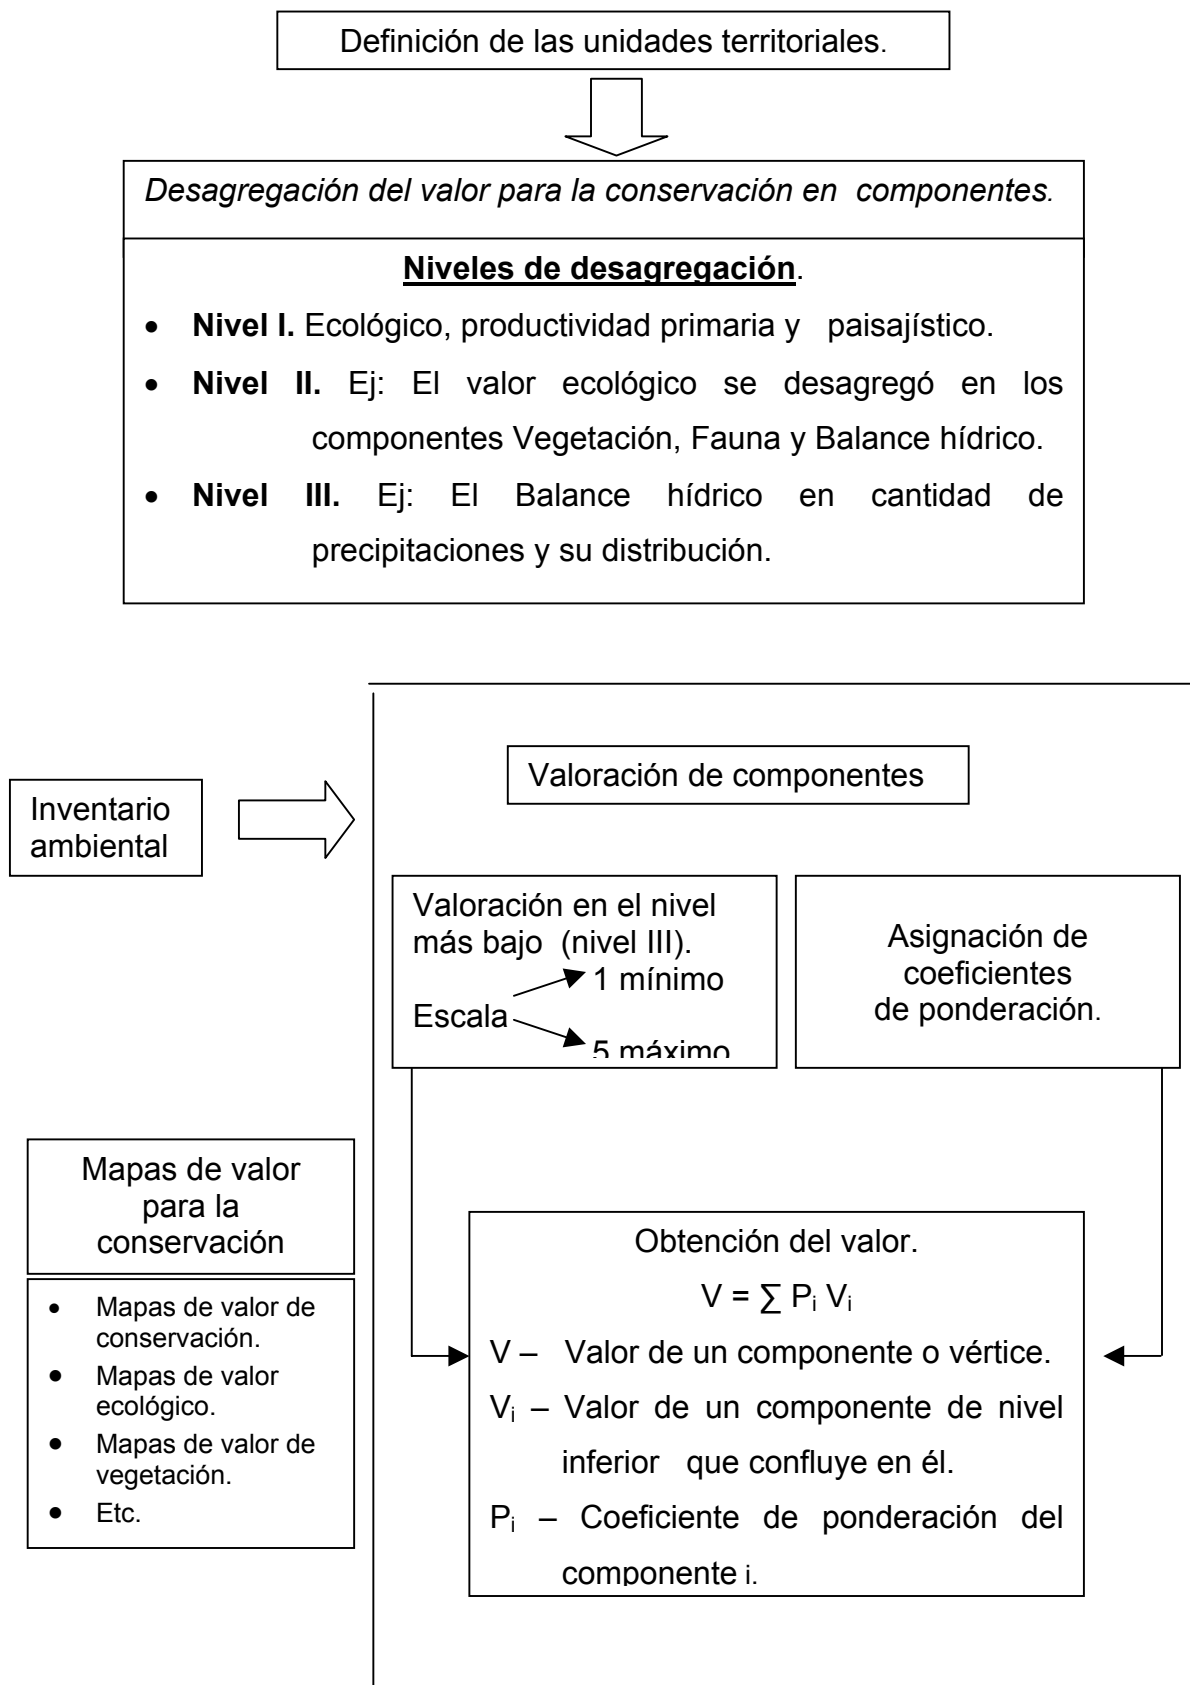 Definición de las unidades territoriales.
Desagregación del valor para la conservación en componentes.
Niveles de desagregación.
• Nivel I. Ecológico, productividad primaria y paisajístico.
• Nivel II. Ej: El valor ecológico se desagregó en los
componentes Vegetación, Fauna y Balance hídrico.
• Nivel III. Ej: El Balance hídrico en cantidad de
precipitaciones y su distribución.
Inventario
ambiental
Valoración de componentes
Valoración en el nivel
más bajo (nivel III).
1 mínimo
Escala
5 máximo
Asignación de
coeficientes
de ponderación.
Mapas de valor
para la
conservación
• Mapas de valor de
conservación.
• Mapas de valor
ecológico.
• Mapas de valor de
vegetación.
• Etc.
Obtención del valor.
V = ∑ Pi Vi
V – Valor de un componente o vértice.
Vi – Valor de un componente de nivel
inferior que confluye en él.
Pi – Coeficiente de ponderación del
componente i.